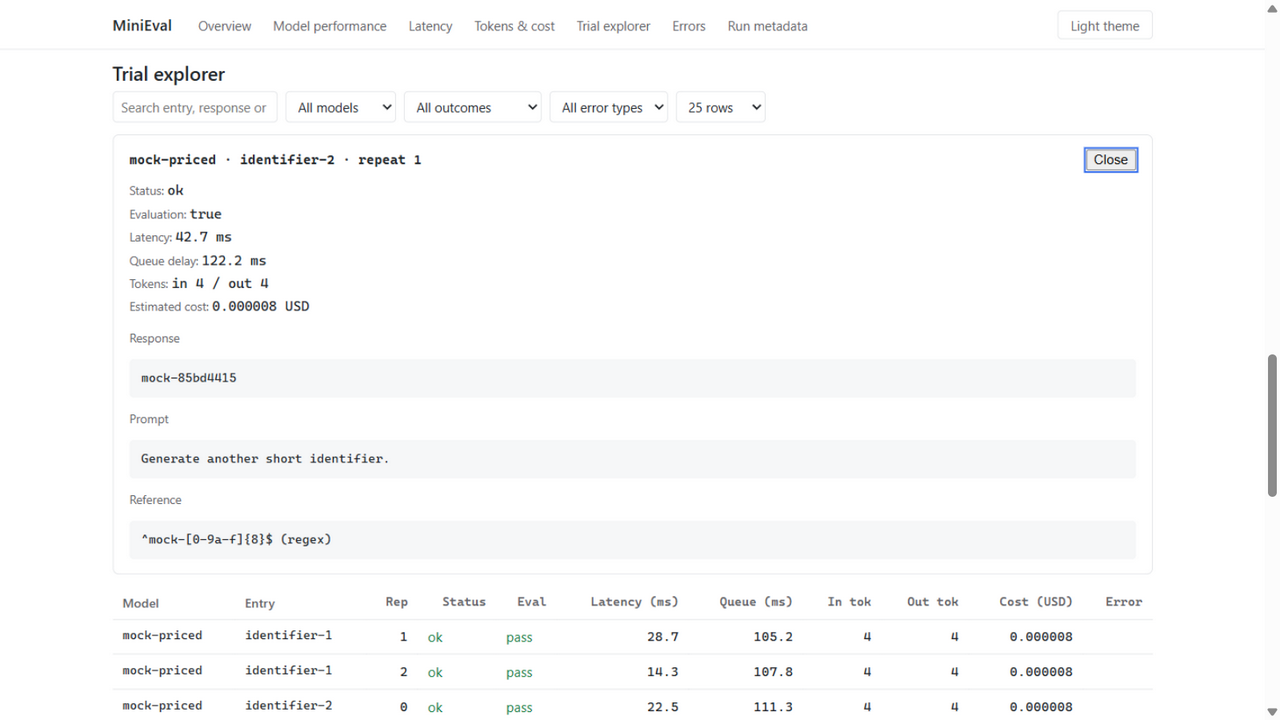 MiniEval Overview Model performance Latency Tokens & cost Trial explorer Errors Run metadata Light theme
Trial explorer
Search entry, response or All models All outcomes All error types 25 rows
mock-priced · identifier-2 · repeat 1 Close
Status: ok
Evaluation: true
Latency: 42.7 ms
Queue delay: 122.2 ms
Tokens: in 4 / out 4
Estimated cost: 0.000008 USD
Response
mock-85bd4415
Prompt
Generate another short identifier.
Reference
^mock-[0-9a-f]{8}$ (regex)
Model Entry Rep Status Eval Latency (ms) Queue (ms) In tok Out tok Cost (USD) Error
mock-priced identifier-1 1 ok pass 28.7 105.2 4 4 0.000008
mock-priced identifier-1 2 ok pass 14.3 107.8 4 4 0.000008
mock-priced identifier-2 0 ok pass 22.5 111.3 4 4 0.000008